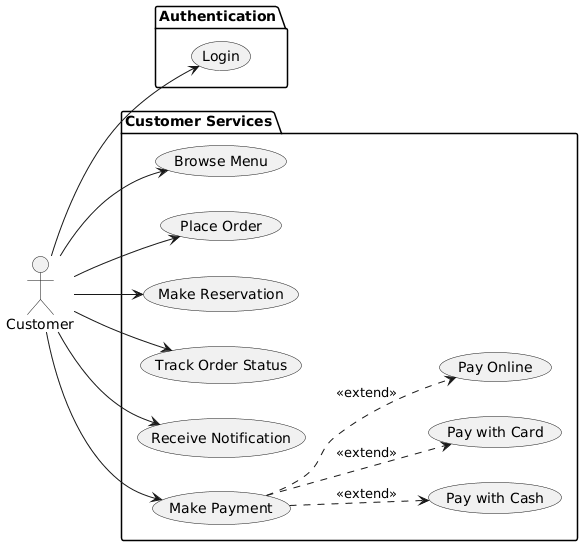 Authentication
Login
Customer Services
Browse Menu
Place Order
Make Reservation
Customer
Track Order Status
Pay Online
«extend»
Receive Notification
Pay with Card
«extend»
Make Payment
«extend»
Pay with Cash